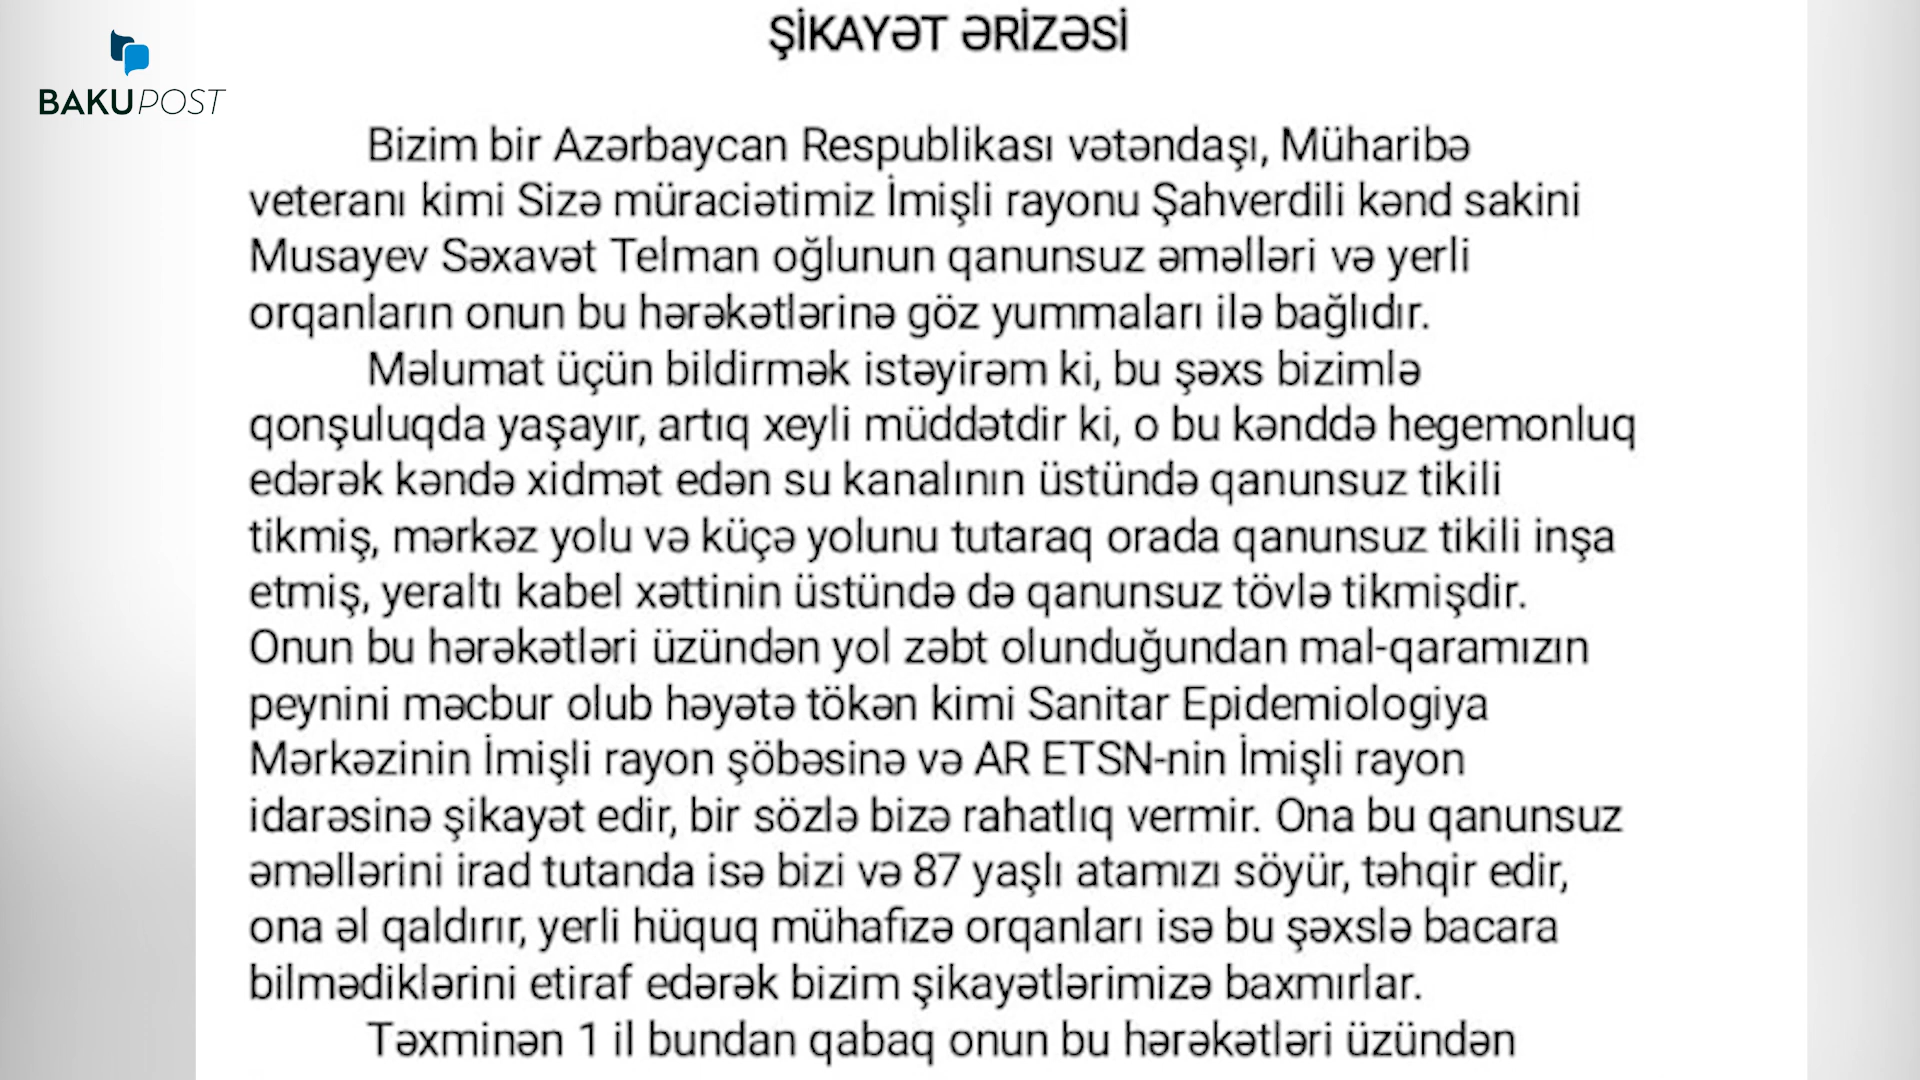 ŞİKAYƏT ƏRİZƏSİ
BAKUPOST
Bizim bir Azərbaycan Respublikası vətəndaşı, Müharibə
veteranı kimi Sizə müraciətimiz İmişli rayonu Şahverdili kənd sakini
Musayev Səxavət Telman oğlunun qanunsuz əməlləri və yerli
orqanların onun bu hərəkətlərinə göz yummaları ilə bağlıdır.
Məlumat üçün bildirmək istəyirəm ki, bu şəxs bizimlə
qonşuluqda yaşayır, artıq xeyli müddətdir ki, o bu kənddə hegemonluq
edərək kəndə xidmət edən su kanalının üstündə qanunsuz tikili
tikmiş, mərkəz yolu və küçə yolunu tutaraq orada qanunsuz tikili inşa
etmiş, yeraltı kabel xəttinin üstündə də qanunsuz tövlə tikmişdir.
Onun bu hərəkətləri üzündən yol zəbt olunduğundan mal-qaramızın
peynini məcbur olub həyətə tökən kimi Sanitar Epidemiologiya
Mərkəzinin İmişli rayon şöbəsinə və AR ETSN-nin İmişli rayon
idarəsinə şikayət edir, bir sözlə bizə rahatlıq vermir. Ona bu qanunsuz
əməllərini irad tutanda isə bizi və 87 yaşlı atamızı söyür, təhqir edir,
ona əl qaldırır, yerli hüquq mühafizə orqanları isə bu şəxslə bacara
bilmədiklərini etiraf edərək bizim şikayətlərimizə baxmırlar.
Təxminən 1 il bundan qabaq onun bu hərəkətləri üzündən